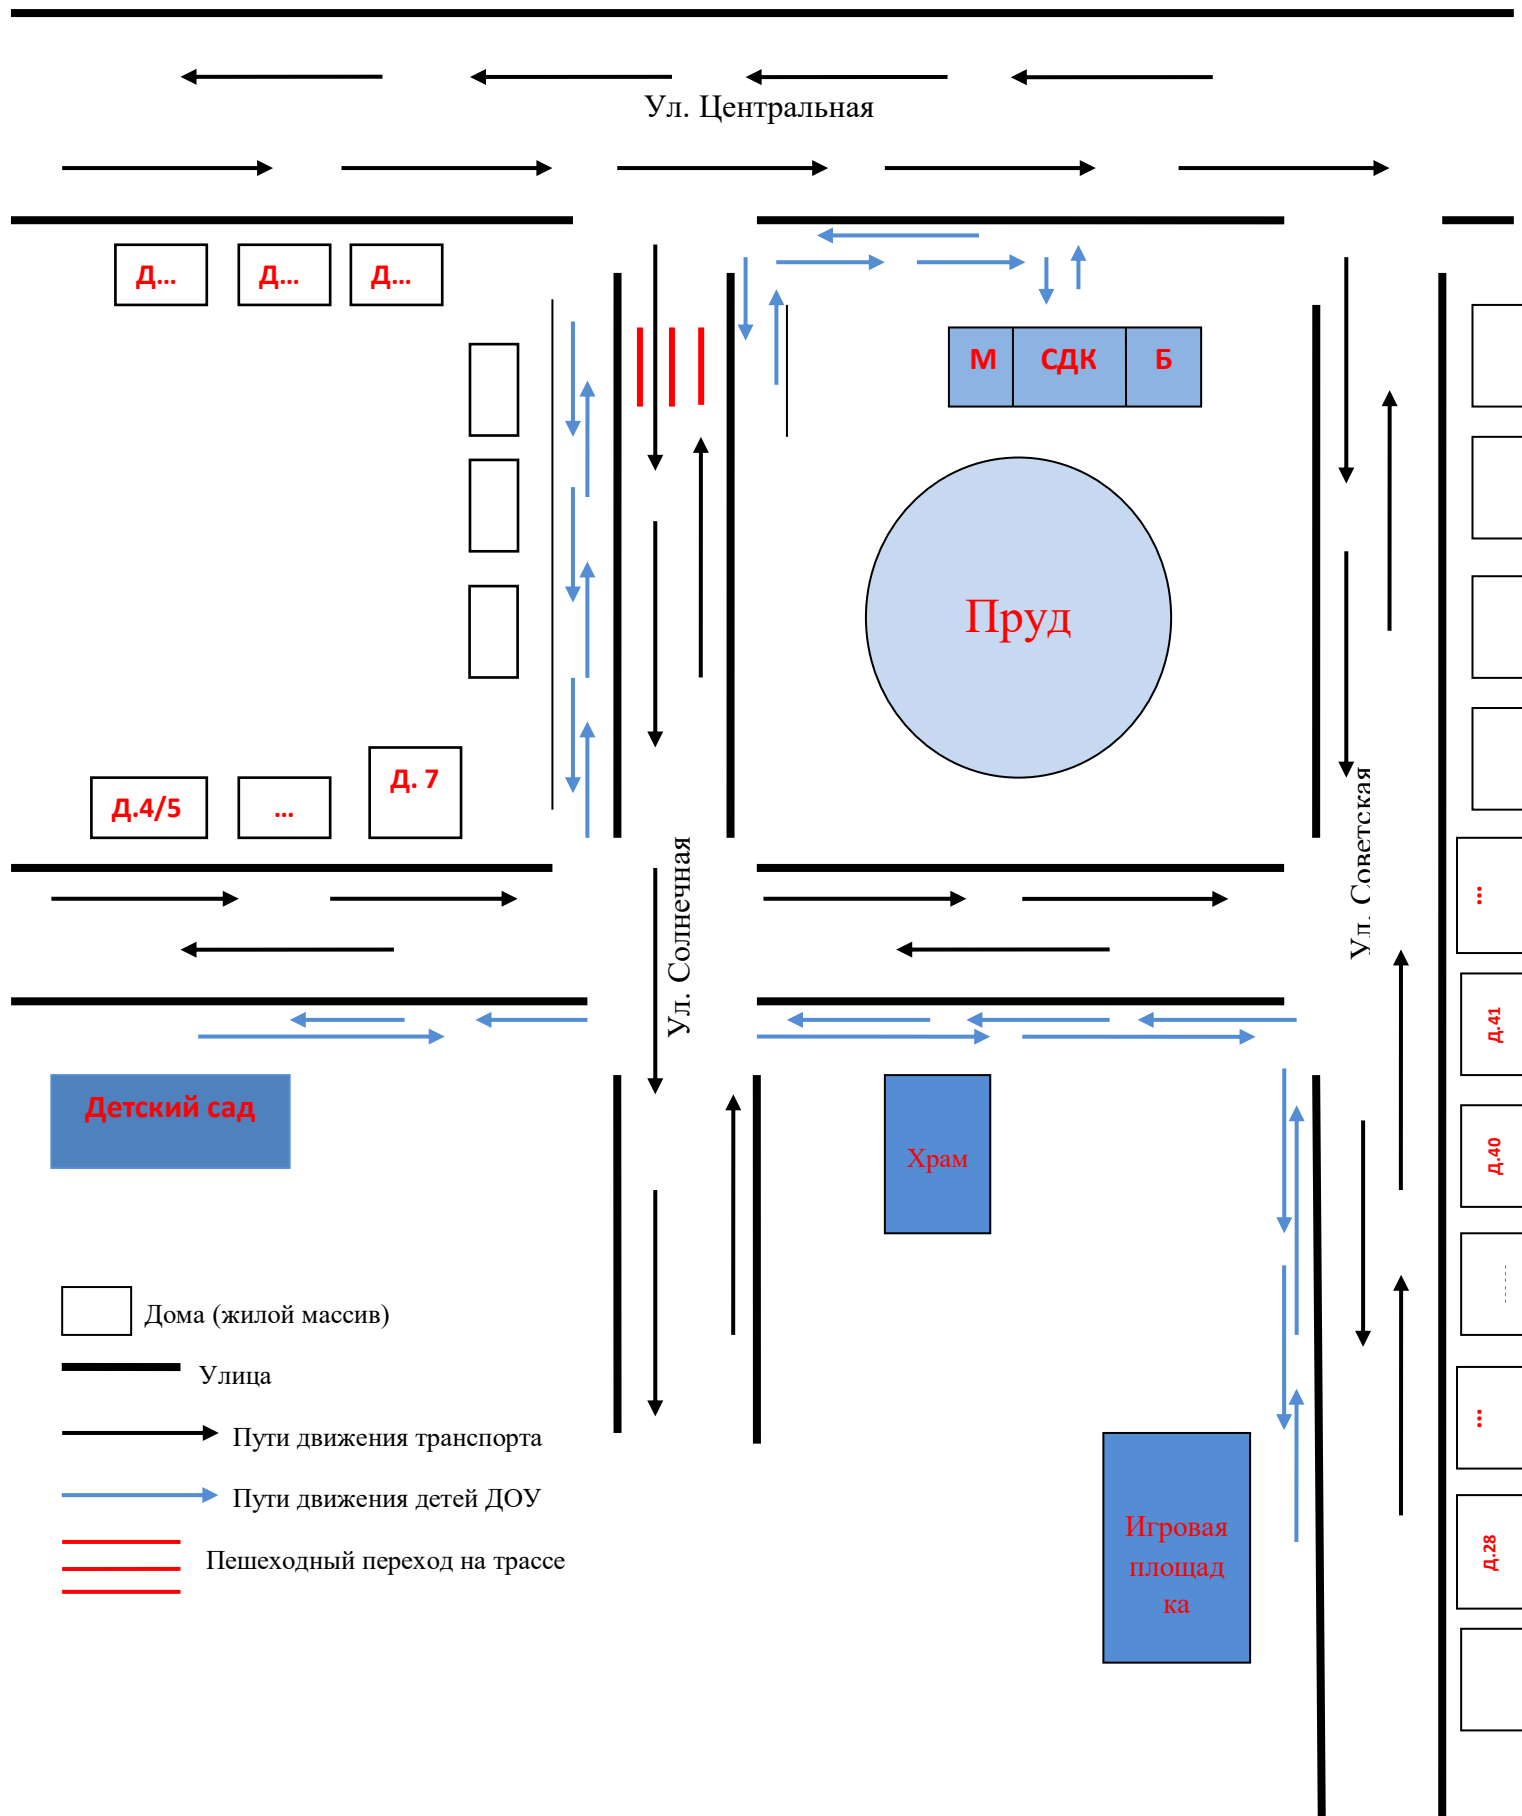 Ул. Центральная
Д...
Д...
Д...
М
СДК
Б
Пруд
Д.4/5
...
Д. 7
Ул. Солнечная
Ул. Советская
...
Д.41
Д.40
......
...
Д.28
Детский сад
Храм
Игровая
площад
ка
Дома (жилой массив)
Улица
Пути движения транспорта
Пути движения детей ДОУ
Пешеходный переход на трассе